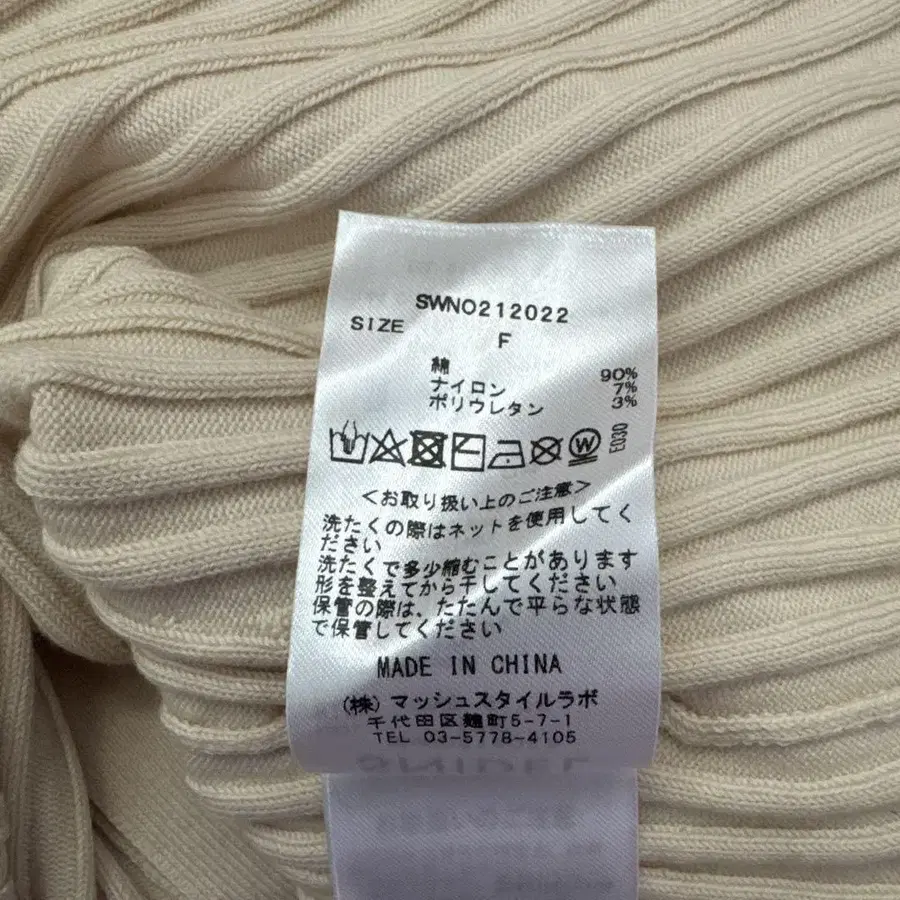 SWNO212022
SIZE F
綿 90%
ナイロン 7%
ポリウレタン 3%
W
E030
<お取り扱い上のご注意>
洗たくの際はネットを使用してく
ださい
洗たくで多少縮むことがあります
形を整えてから干してください
保管の際は、たたんで平らな状態
で保管してください
MADE IN CHINA
(株)マッシュスタイルラボ
千代田区麹町5-7-1
TEL 03-5778-4105